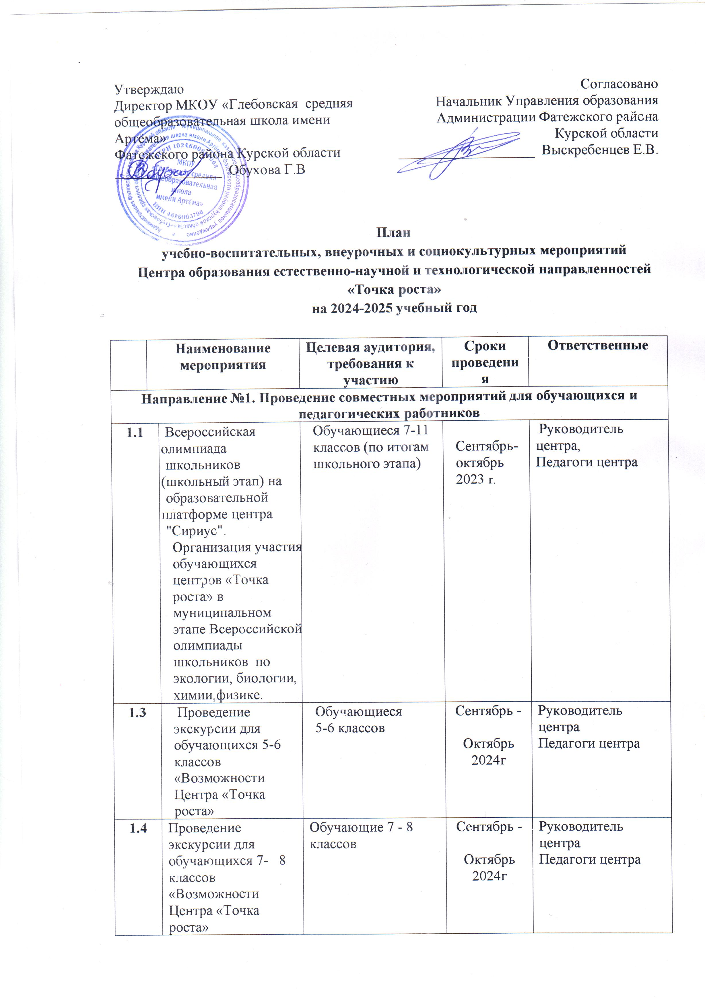 Утверждаю
Директор МКОУ «Глебовская средняя
общеобразовательная школа имени
Артёма»
Фатежского района Курской области
Обухова Г.В
Согласовано
Начальник Управления образования
Администрации Фатежского района
Курской области
Выскребенцев Е.В.
МКОУ
«Глебовская средняя
общеобразовательная
школа
имени Артёма»
ИНН 4625003796
План
учебно-воспитательных, внеурочных и социокультурных мероприятий
Центра образования естественно-научной и технологической направленностей
«Точка роста»
на 2024-2025 учебный год
Наименование
мероприятия
Целевая аудитория,
требования к
участию
Сроки
проведени
я
Ответственные
Направление №1. Проведение совместных мероприятий для обучающихся и
педагогических работников
1.1
Всероссийская
олимпиада
школьников
(школьный этап) на
образовательной
платформе центра
"Сириус".
Организация участия
обучающихся
центров «Точка
роста» в
муниципальном
этапе Всероссийской
олимпиады
школьников по
экологии, биологии,
химии,физике.
Обучающиеся 7-11
классов (по итогам
школьного этапа)
Сентябрь-
октябрь
2023 г.
Руководитель
центра,
Педагоги центра
1.3
Проведение
экскурсии для
обучающихся 5-6
классов
«Возможности
Центра «Точка
роста»
Обучающиеся
5-6 классов
Сентябрь -
Октябрь
2024г
Руководитель
центра
Педагоги центра
1.4
Проведение
экскурсии для
обучающихся 7- 8
классов
«Возможности
Центра «Точка
роста»
Обучающие 7 - 8
классов
Сентябрь -
Октябрь
2024г
Руководитель
центра
Педагоги центра